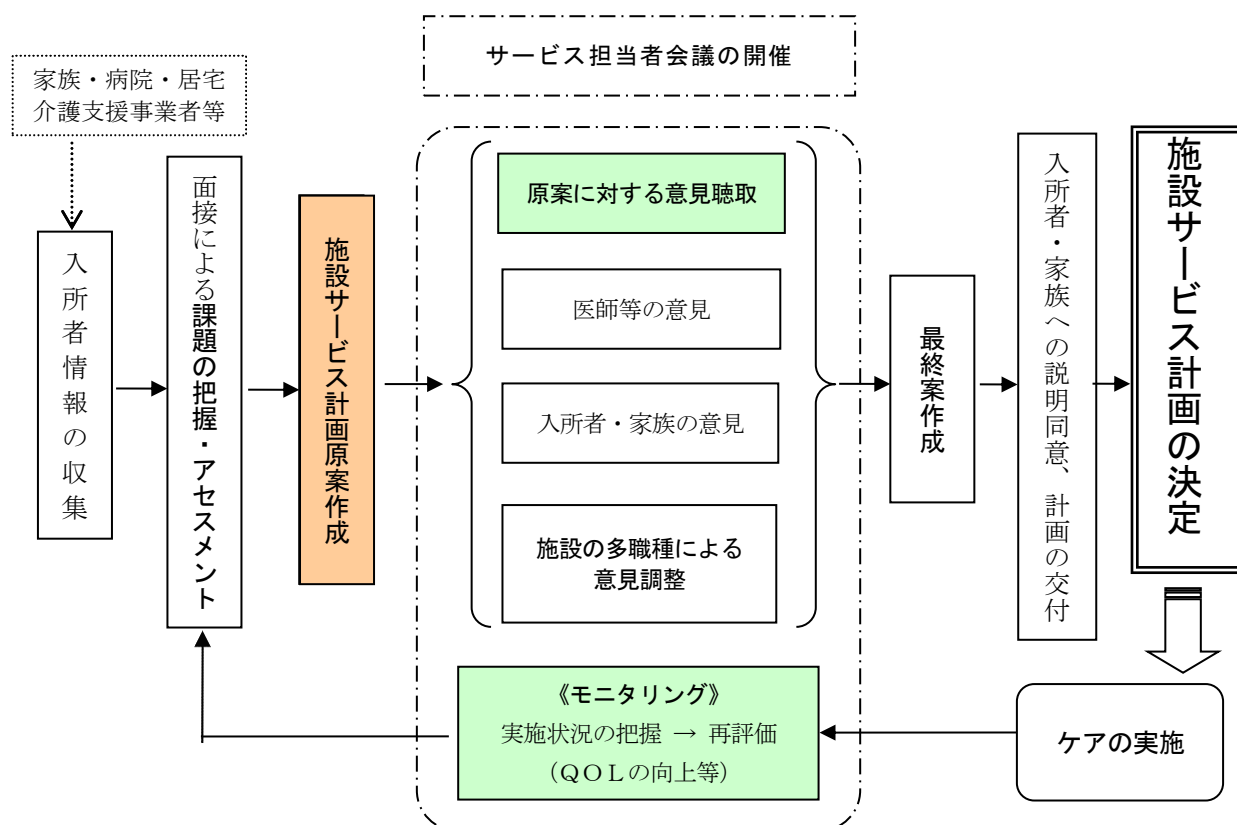 サービス担当者会議の開催
家族・病院・居宅
介護支援事業者等
入所者情報の収集
面接による課題の把握・アセスメント
施設サービス計画原案作成
原案に対する意見聴取
医師等の意見
入所者・家族の意見
施設の多職種による
意見調整
最終案作成
入所者・家族への説明同意、計画の交付
施設サービス計画の決定
ケアの実施
《モニタリング》
実施状況の把握 → 再評価
（ＱＯＬの向上等）